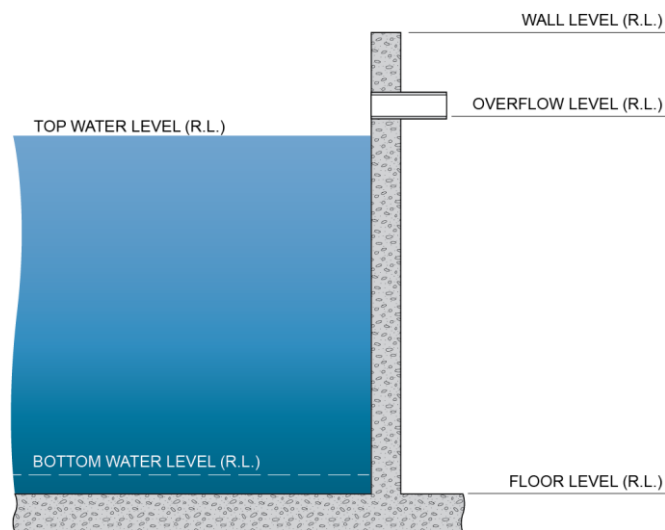 WALL LEVEL (R.L.)
OVERFLOW LEVEL (R.L.)
TOP WATER LEVEL (R.L.)
BOTTOM WATER LEVEL (R.L.)
FLOOR LEVEL (R.L.)